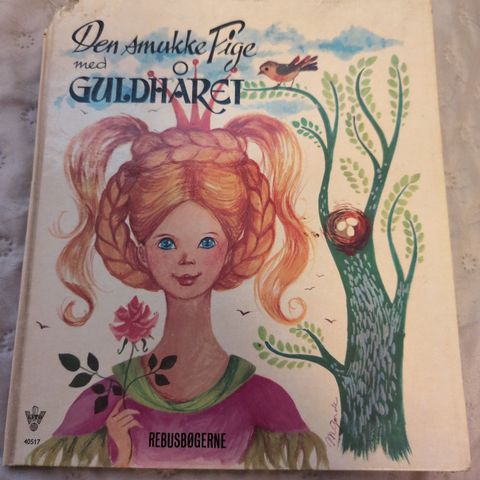 Den smukke Pige
med
GULDHÅRET
REBUSBØGERNE
40517